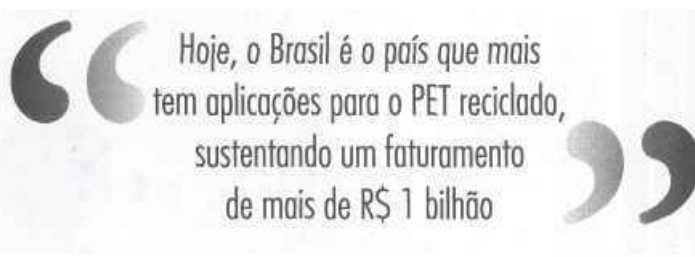 Hoje, o Brasil é o país que mais
tem aplicações para o PET reciclado,
sustentando um faturamento
de mais de R$ 1 bilhão